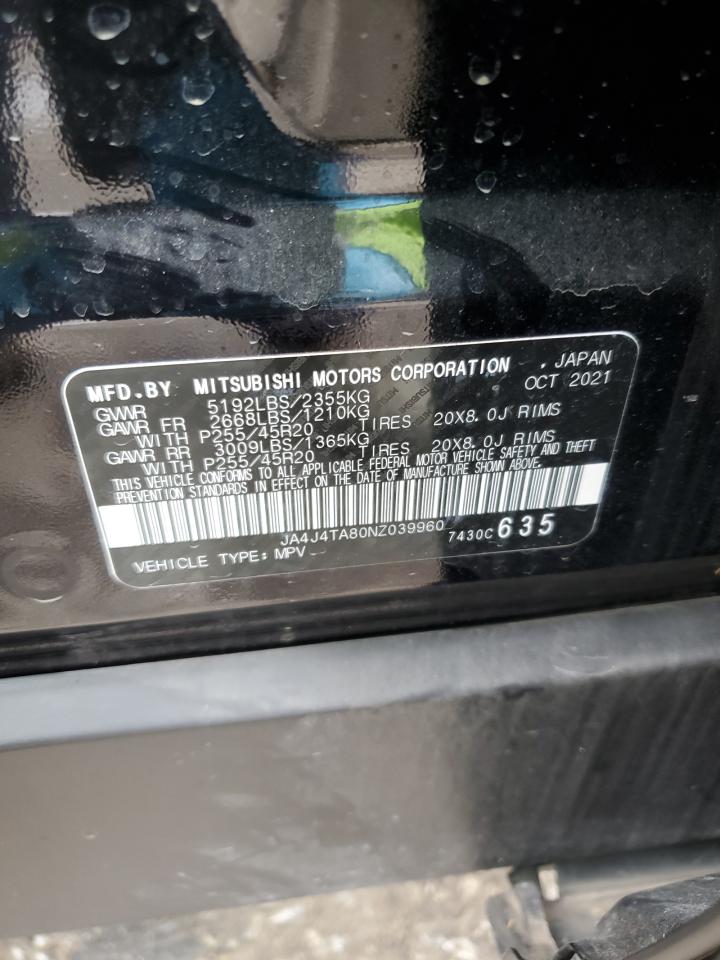 MFD.BY MITSUBISHI MOTORS CORPORATION , JAPAN
GVWR 5192LBS/2355KG OCT 2021
GAWR FR 2668LBS/1210KG
WITH P255/45R20 TIRES 20X8.0J RIMS
GAWR RR 3009LBS/1365KG
WITH P255/45R20 TIRES 20X8.0J RIMS
THIS VEHICLE CONFORMS TO ALL APPLICABLE FEDERAL MOTOR VEHICLE SAFETY AND THEFT
PREVENTION STANDARDS IN EFFECT ON THE DATE OF MANUFACTURE SHOWN ABOVE.
JA4J4TA80NZ039960 7430C 635
VEHICLE TYPE: MPV